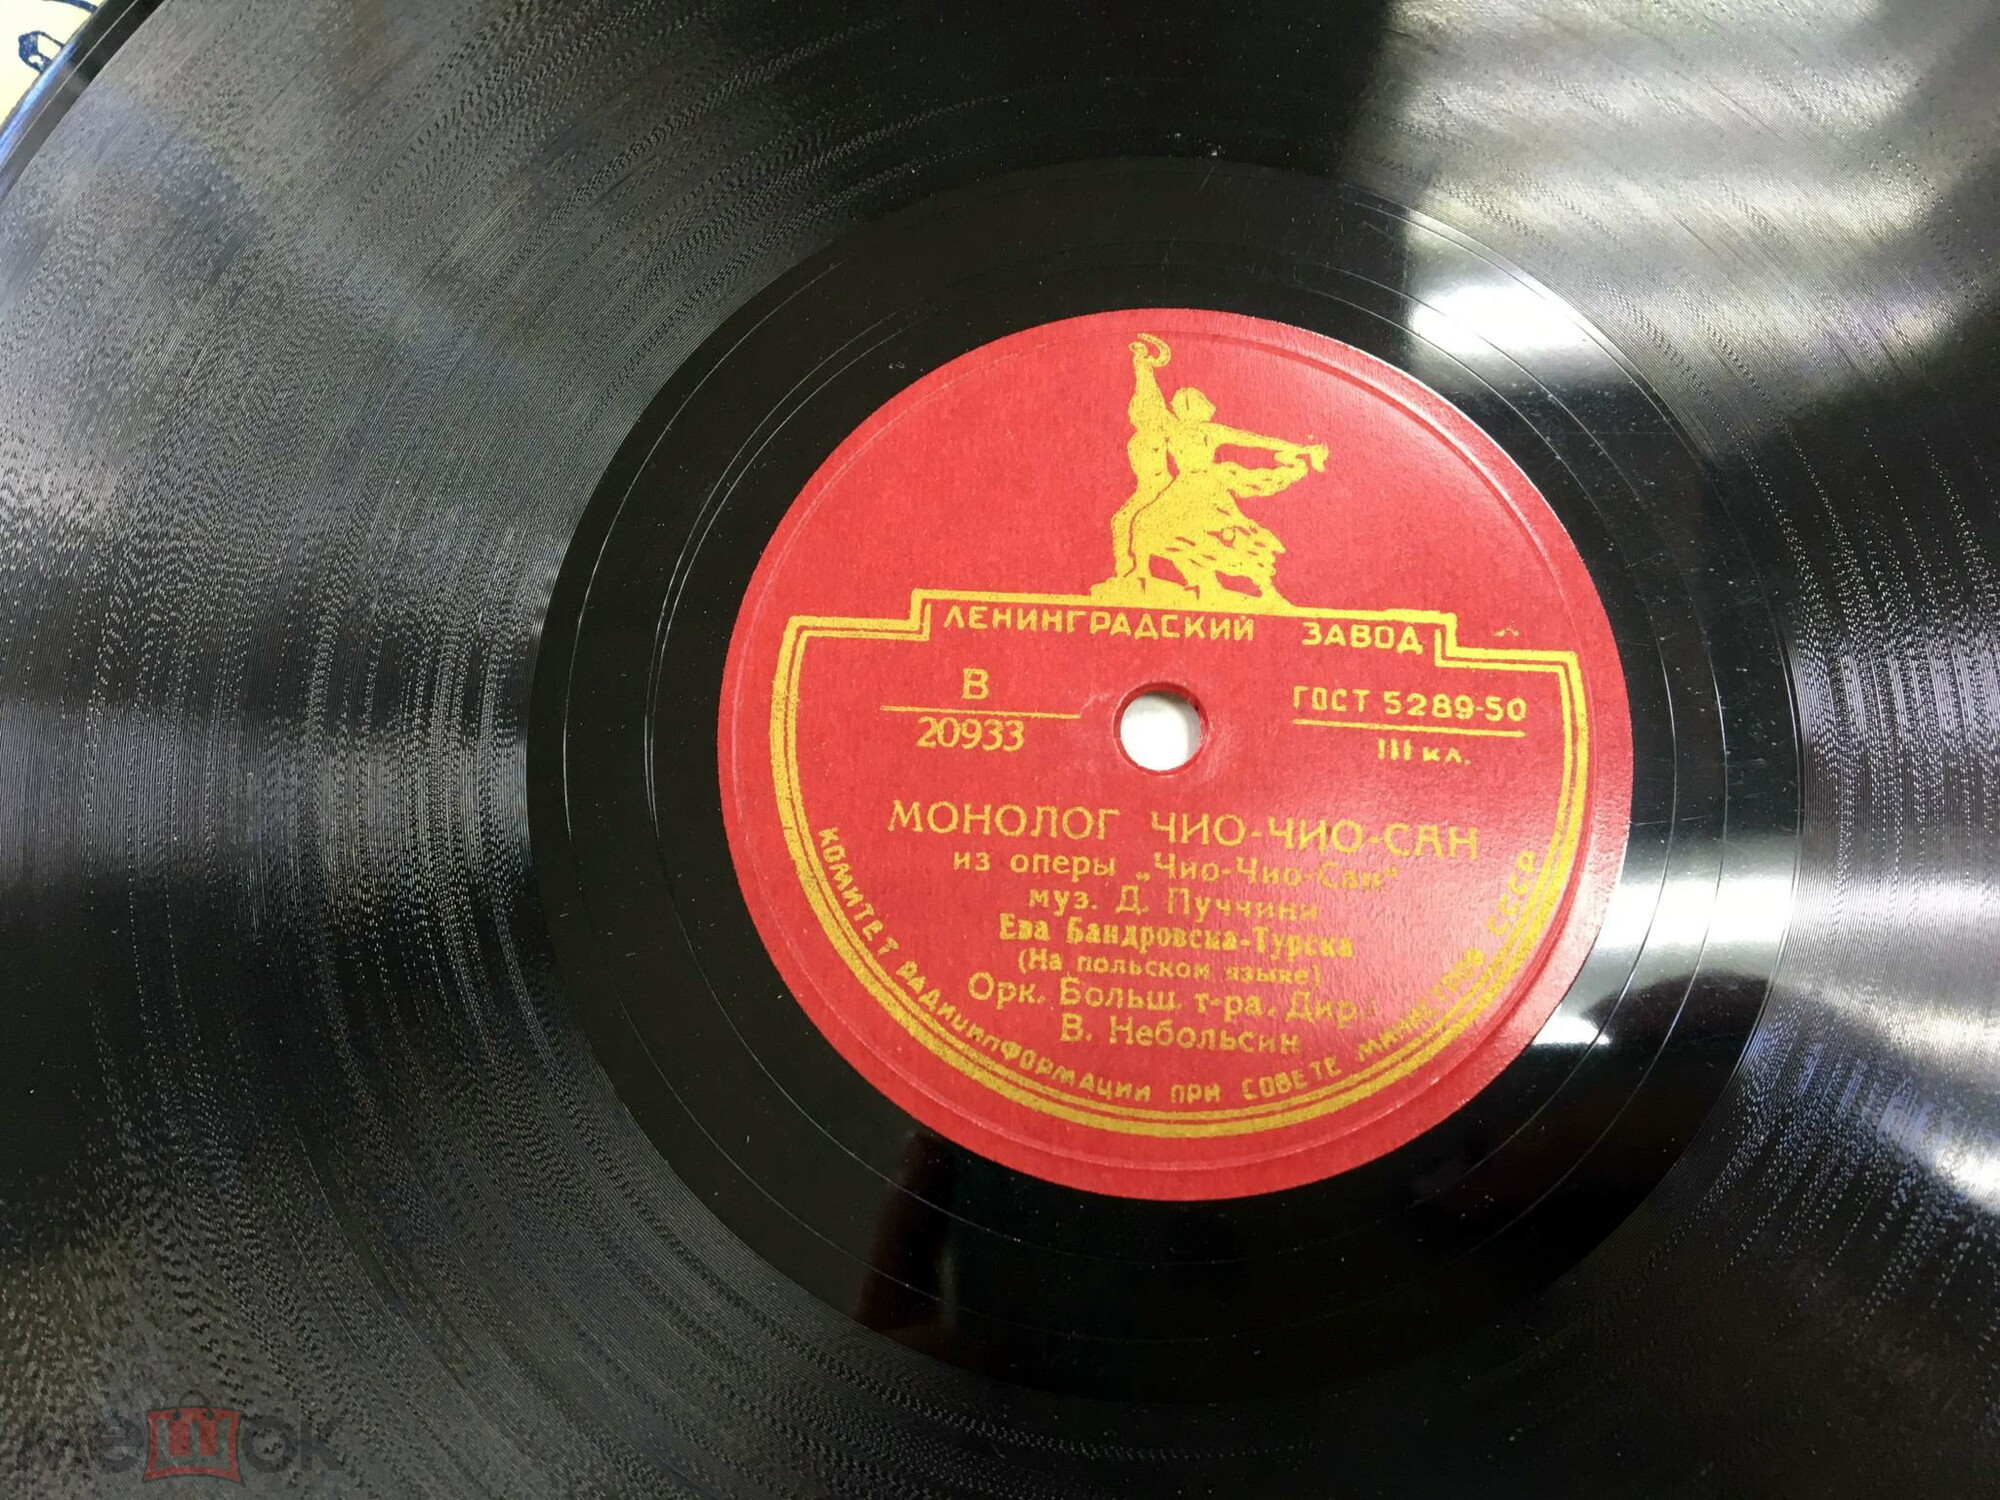 ЛЕНИНГРАДСКИЙ ЗАВОД
В
20933
ГОСТ 5289-50
III кл.
МОНОЛОГ ЧИО-ЧИО-САН
из оперы „Чио-Чио-Сан"
муз. Д. Пуччини
Ева Бандровска-Турска
(На польском языке)
Орк. Больш. т-ра. Дир.
В. Небольсин
КОМИТЕТ РАДИОИНФОРМАЦИИ ПРИ СОВЕТЕ МИНИСТРОВ СССР
мешок